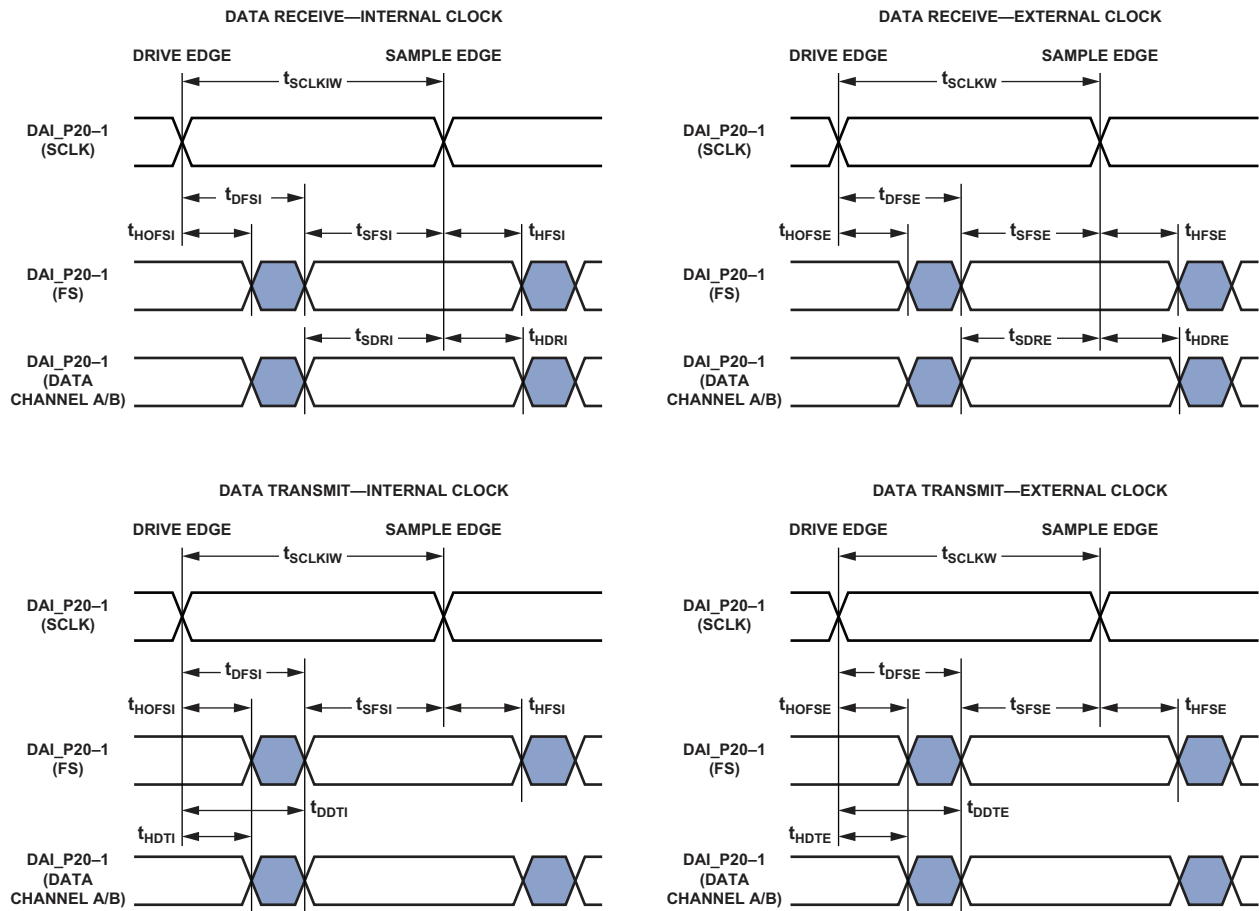 DATA RECEIVE—INTERNAL CLOCK
DRIVE EDGE
SAMPLE EDGE
tSCLKIW
DAI_P20–1
(SCLK)
tDFSI
tHOFSI
tSFSI
tHFSI
DAI_P20–1
(FS)
tSDRI
tHDRI
DAI_P20–1
(DATA
CHANNEL A/B)
DATA RECEIVE—EXTERNAL CLOCK
DRIVE EDGE
SAMPLE EDGE
tSCLKW
DAI_P20–1
(SCLK)
tDFSE
tHOFSE
tSFSE
tHFSE
DAI_P20–1
(FS)
tSDRE
tHDRE
DAI_P20–1
(DATA
CHANNEL A/B)
DATA TRANSMIT—INTERNAL CLOCK
DRIVE EDGE
SAMPLE EDGE
tSCLKIW
DAI_P20–1
(SCLK)
tDFSI
tHOFSI
tSFSI
tHFSI
DAI_P20–1
(FS)
tDDTI
tHDTI
DAI_P20–1
(DATA
CHANNEL A/B)
DATA TRANSMIT—EXTERNAL CLOCK
DRIVE EDGE
SAMPLE EDGE
tSCLKW
DAI_P20–1
(SCLK)
tDFSE
tHOFSE
tSFSE
tHFSE
DAI_P20–1
(FS)
tDDTE
tHDTE
DAI_P20–1
(DATA
CHANNEL A/B)